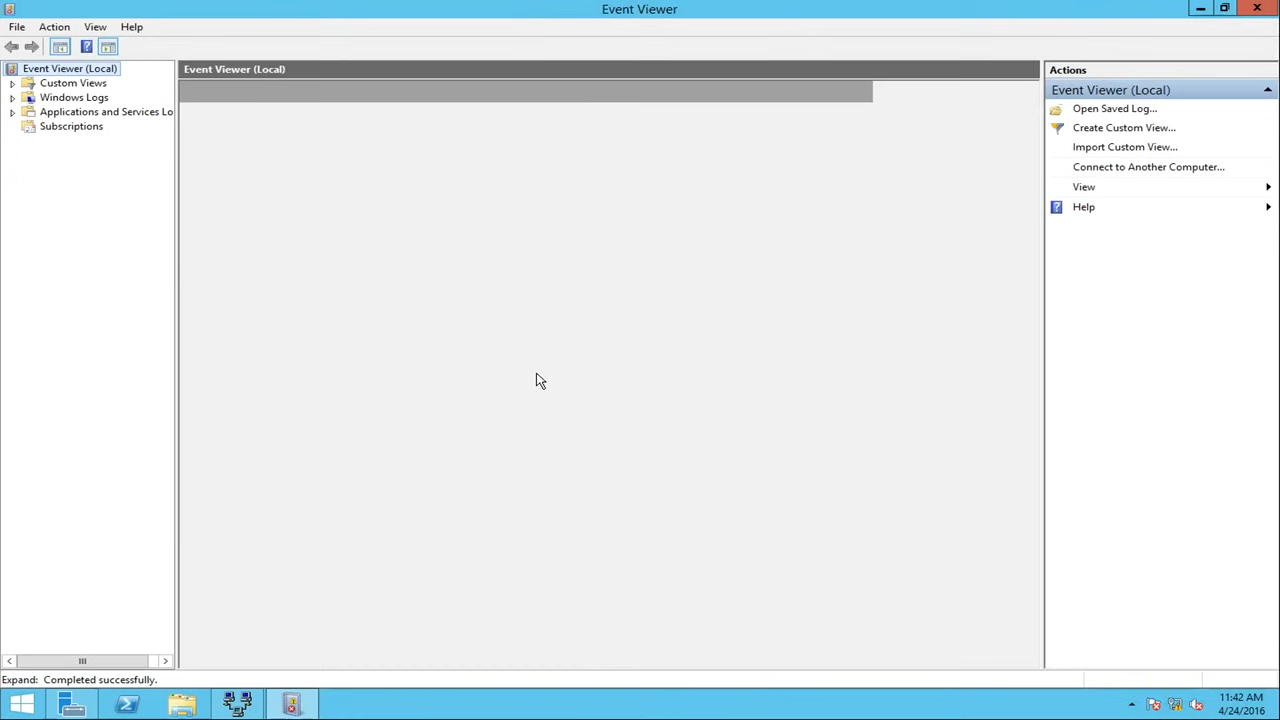 Event Viewer
File Action View Help
Event Viewer (Local)
Custom Views
Windows Logs
Applications and Services Lo
Subscriptions
Event Viewer (Local)
Actions
Event Viewer (Local)
Open Saved Log...
Create Custom View...
Import Custom View...
Connect to Another Computer...
View
Help
Expand: Completed successfully.
11:42 AM
4/24/2016